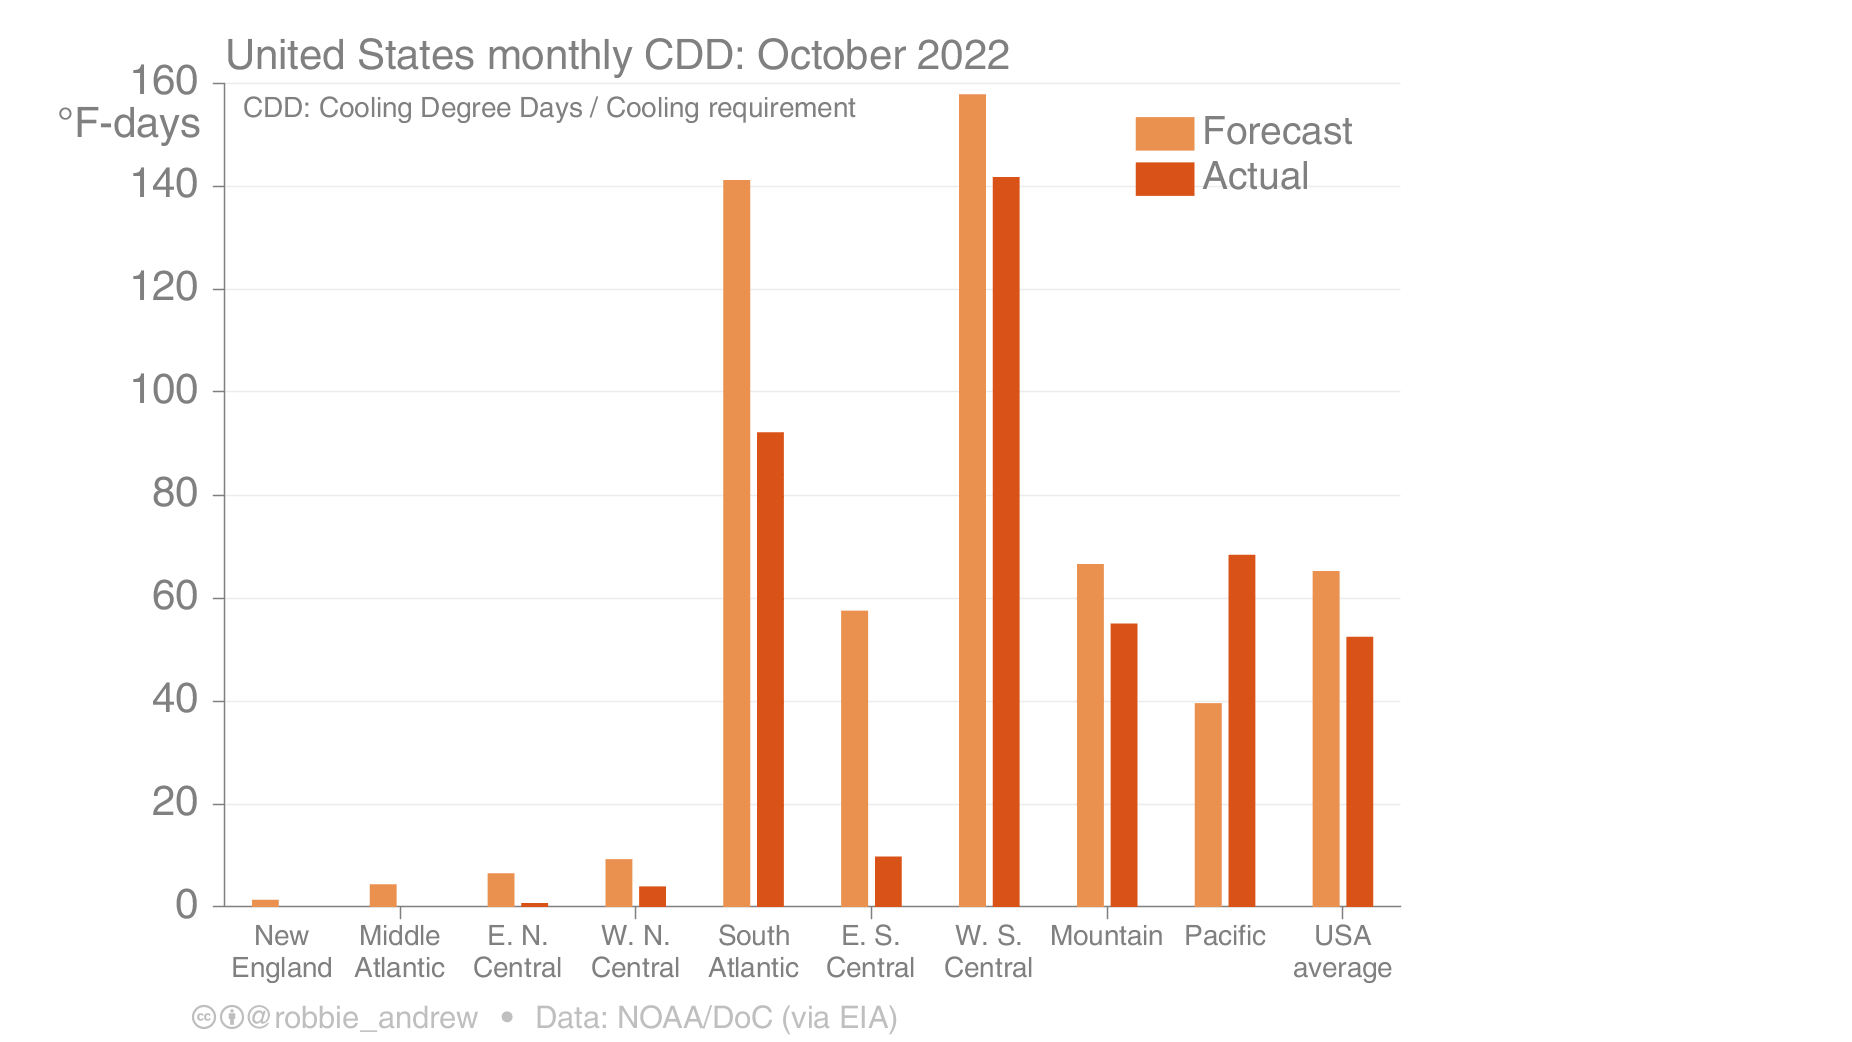 United States monthly CDD: October 2022
160
°F-days
CDD: Cooling Degree Days / Cooling requirement
Forecast
Actual
140
120
100
80
60
40
20
0
New England
Middle Atlantic
E. N. Central
W. N. Central
South Atlantic
E. S. Central
W. S. Central
Mountain
Pacific
USA average
cc @robbie_andrew • Data: NOAA/DoC (via EIA)